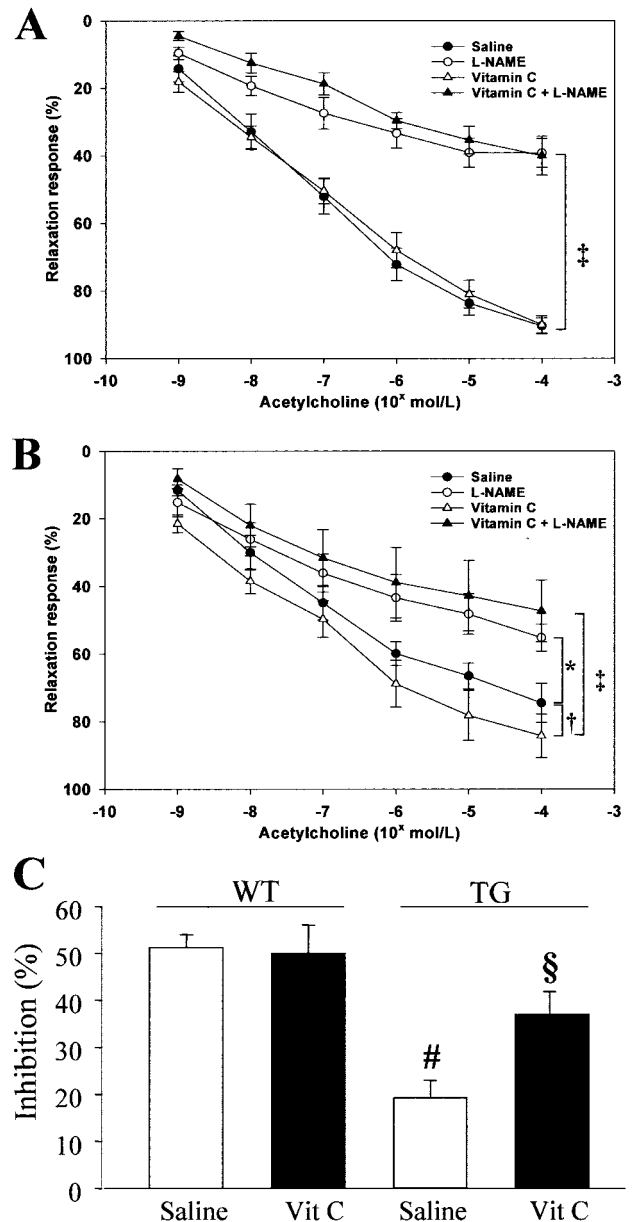 A
0
20
40
60
80
100
Relaxation response (%)
Saline
L-NAME
Vitamin C
Vitamin C + L-NAME
‡
-10 -9 -8 -7 -6 -5 -4 -3
Acetylcholine (10ˣ mol/L)
B
0
20
40
60
80
100
Relaxation response (%)
Saline
L-NAME
Vitamin C
Vitamin C + L-NAME
* ‡
†
-10 -9 -8 -7 -6 -5 -4 -3
Acetylcholine (10ˣ mol/L)
C
WT TG
60
50
40
30
20
10
0
Inhibition (%)
# §
Saline Vit C Saline Vit C